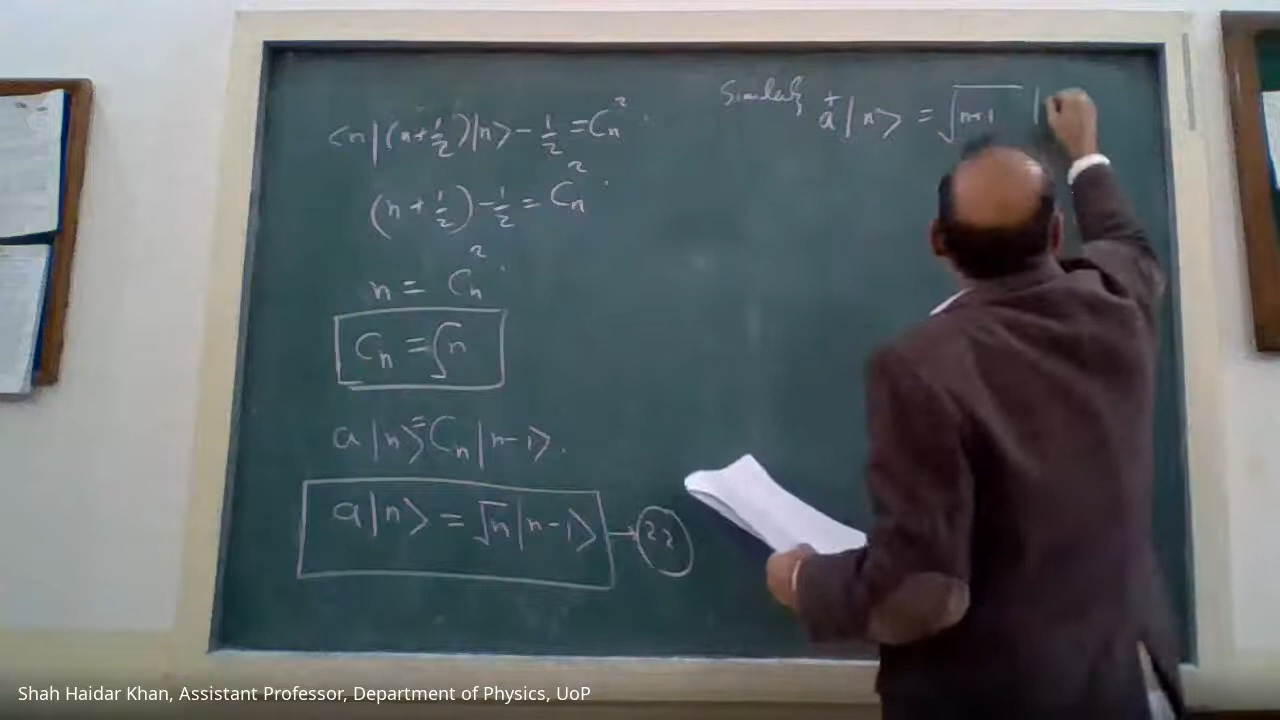 <n|(n+1/2)|n> - 1/2 = Cn²
(n+1/2) - 1/2 = Cn²
n = Cn²
Cn = √n
a|n> = Cn|n-1>.
a|n> = √n|n-1> → 22
a†|n> = √n+1 |
Shah Haidar Khan, Assistant Professor, Department of Physics, UoP